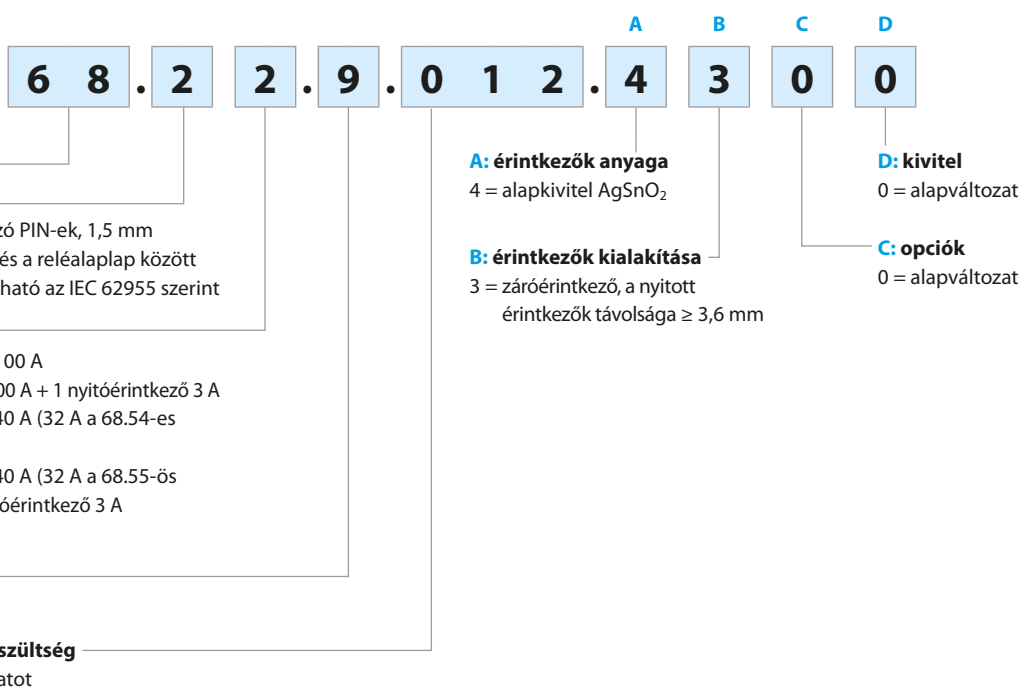 A B C D
6 8 . 2 2 . 9 . 0 1 2 . 4 3 0 0
A: érintkezők anyaga
4 = alapkivitel AgSnO₂
B: érintkezők kialakítása
3 = záróérintkező, a nyitott
érintkezők távolsága ≥ 3,6 mm
D: kivitel
0 = alapváltozat
C: opciók
0 = alapváltozat
zó PIN-ek, 1,5 mm
és a reléalaplap között
ható az IEC 62955 szerint
00 A
00 A + 1 nyitóérintkező 3 A
40 A (32 A a 68.54-es
40 A (32 A a 68.55-ös
óérintkező 3 A
szültség
atot